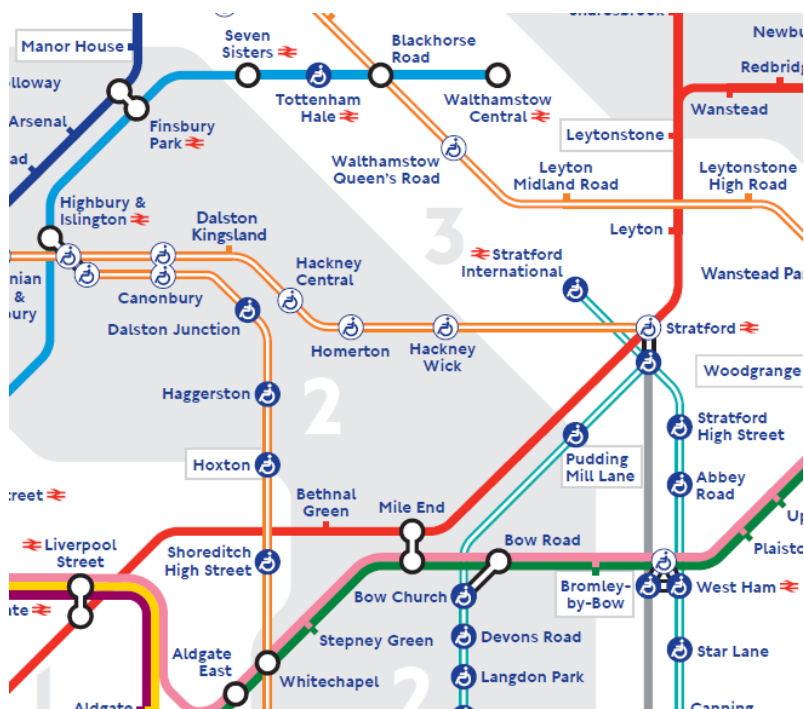 Manor House
Seven
Sisters
Blackhorse
Road
Redbridge
Wanstead
Tottenham
Hale
Walthamstow
Central
Arsenal
Finsbury
Park
Leytonstone
Walthamstow
Queen's Road
Leyton
Midland Road
Leytonstone
High Road
Highbury &
Islington
Dalston
Kingsland
3
Leyton
Stratford
International
Hackney
Central
Wanstead
Canonbury
Dalston Junction
Homerton
Hackney
Wick
Stratford
Woodgrange
Haggerston
2
Stratford
High Street
Hoxton
Pudding
Mill Lane
Abbey
Road
Bethnal
Green
Mile End
Liverpool
Street
Shoreditch
High Street
Bow Road
Bow Church
Bromley-
by-Bow
West Ham
Stepney Green
Devons Road
Star Lane
Aldgate
East
Whitechapel
Langdon Park
2
Aldgate
Canning